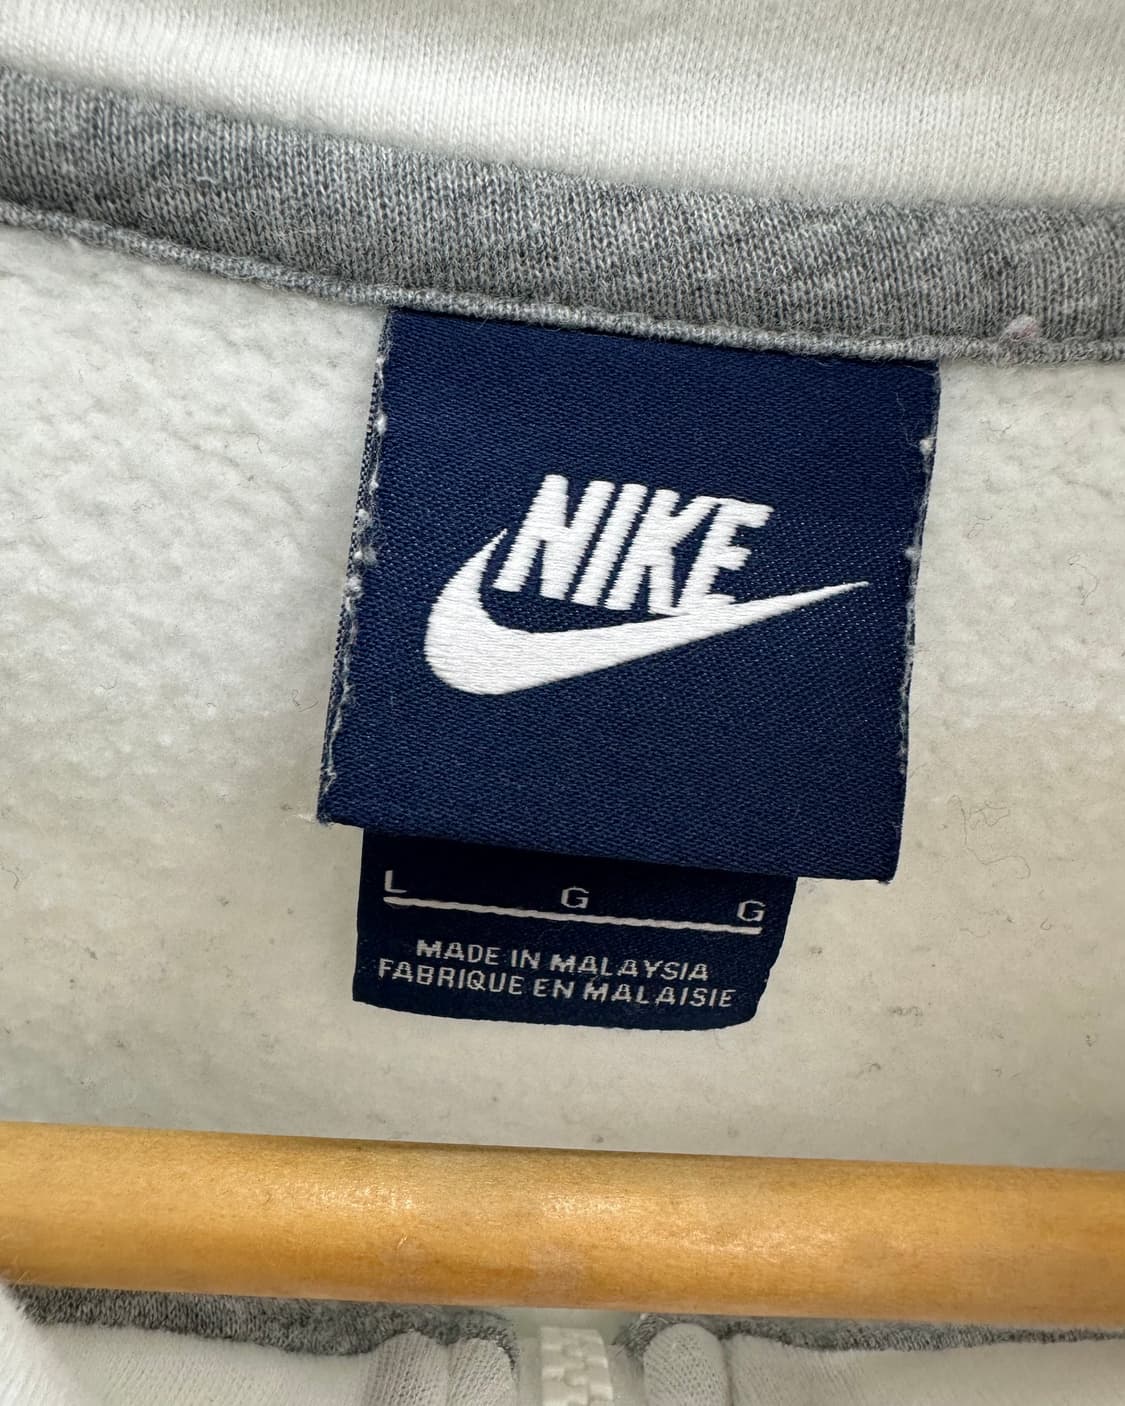 NIKE
L G G
MADE IN MALAYSIA
FABRIQUE EN MALAISIE